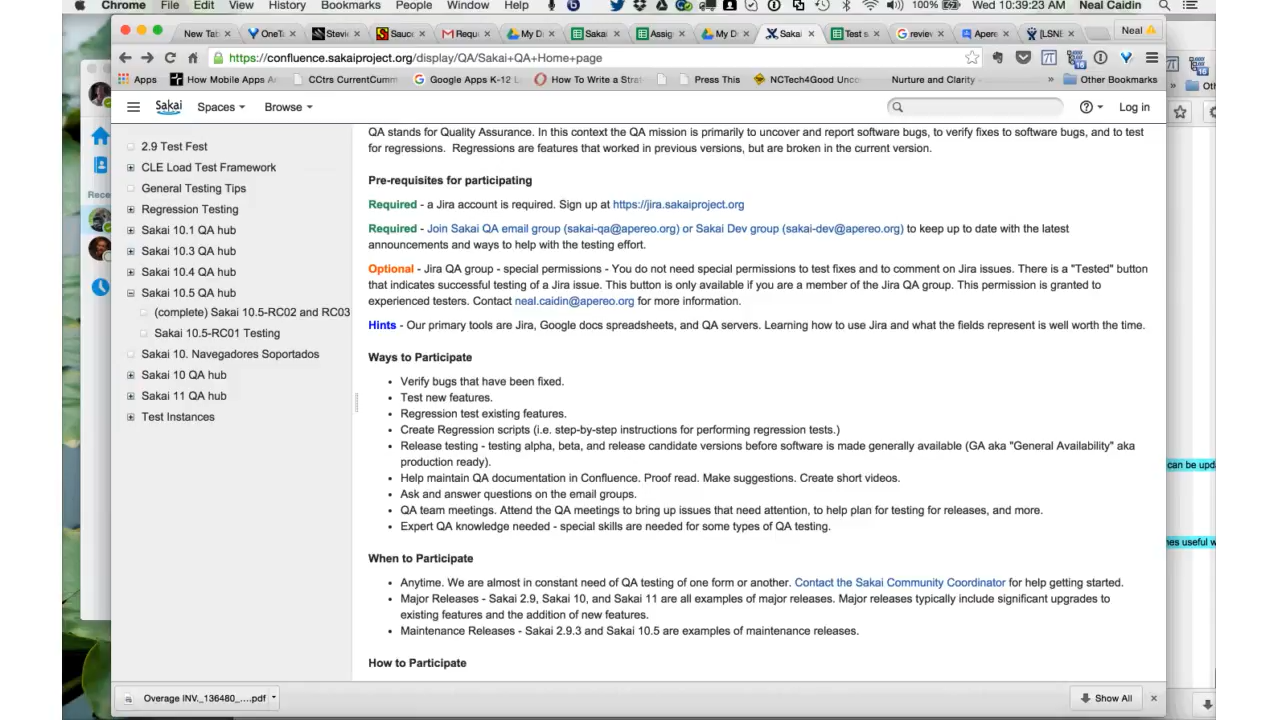 Chrome File Edit View History Bookmarks People Window Help 100% Wed 10:39:23 AM Neal Caidin
New Tab OneT Stevie Sauce Requ My D Sakai Assig My D Sakai Test s review Apere [LSNE Neal
https://confluence.sakaiproject.org/display/QA/Sakai+QA+Home+page
Apps How Mobile Apps Ar CCtrs CurrentComm Google Apps K-12 L How To Write a Stra Press This NCTech4Good Unco Nurture and Clarity » Other Bookmarks
Sakai Spaces Browse Log in
2.9 Test Fest
CLE Load Test Framework
General Testing Tips
Regression Testing
Sakai 10.1 QA hub
Sakai 10.3 QA hub
Sakai 10.4 QA hub
Sakai 10.5 QA hub
(complete) Sakai 10.5-RC02 and RC03
Sakai 10.5-RC01 Testing
Sakai 10. Navegadores Soportados
Sakai 10 QA hub
Sakai 11 QA hub
Test Instances
QA stands for Quality Assurance. In this context the QA mission is primarily to uncover and report software bugs, to verify fixes to software bugs, and to test
for regressions. Regressions are features that worked in previous versions, but are broken in the current version.
Pre-requisites for participating
Required - a Jira account is required. Sign up at https://jira.sakaiproject.org
Required - Join Sakai QA email group (sakai-qa@apereo.org) or Sakai Dev group (sakai-dev@apereo.org) to keep up to date with the latest
announcements and ways to help with the testing effort.
Optional - Jira QA group - special permissions - You do not need special permissions to test fixes and to comment on Jira issues. There is a "Tested" button
that indicates successful testing of a Jira issue. This button is only available if you are a member of the Jira QA group. This permission is granted to
experienced testers. Contact neal.caidin@apereo.org for more information.
Hints - Our primary tools are Jira, Google docs spreadsheets, and QA servers. Learning how to use Jira and what the fields represent is well worth the time.
Ways to Participate
• Verify bugs that have been fixed.
• Test new features.
• Regression test existing features.
• Create Regression scripts (i.e. step-by-step instructions for performing regression tests.)
• Release testing - testing alpha, beta, and release candidate versions before software is made generally available (GA aka "General Availability" aka
production ready).
• Help maintain QA documentation in Confluence. Proof read. Make suggestions. Create short videos.
• Ask and answer questions on the email groups.
• QA team meetings. Attend the QA meetings to bring up issues that need attention, to help plan for testing for releases, and more.
• Expert QA knowledge needed - special skills are needed for some types of QA testing.
When to Participate
• Anytime. We are almost in constant need of QA testing of one form or another. Contact the Sakai Community Coordinator for help getting started.
• Major Releases - Sakai 2.9, Sakai 10, and Sakai 11 are all examples of major releases. Major releases typically include significant upgrades to
existing features and the addition of new features.
• Maintenance Releases - Sakai 2.9.3 and Sakai 10.5 are examples of maintenance releases.
How to Participate
Overage INV._136480_....pdf Show All
Rece
can be upd
nes useful w